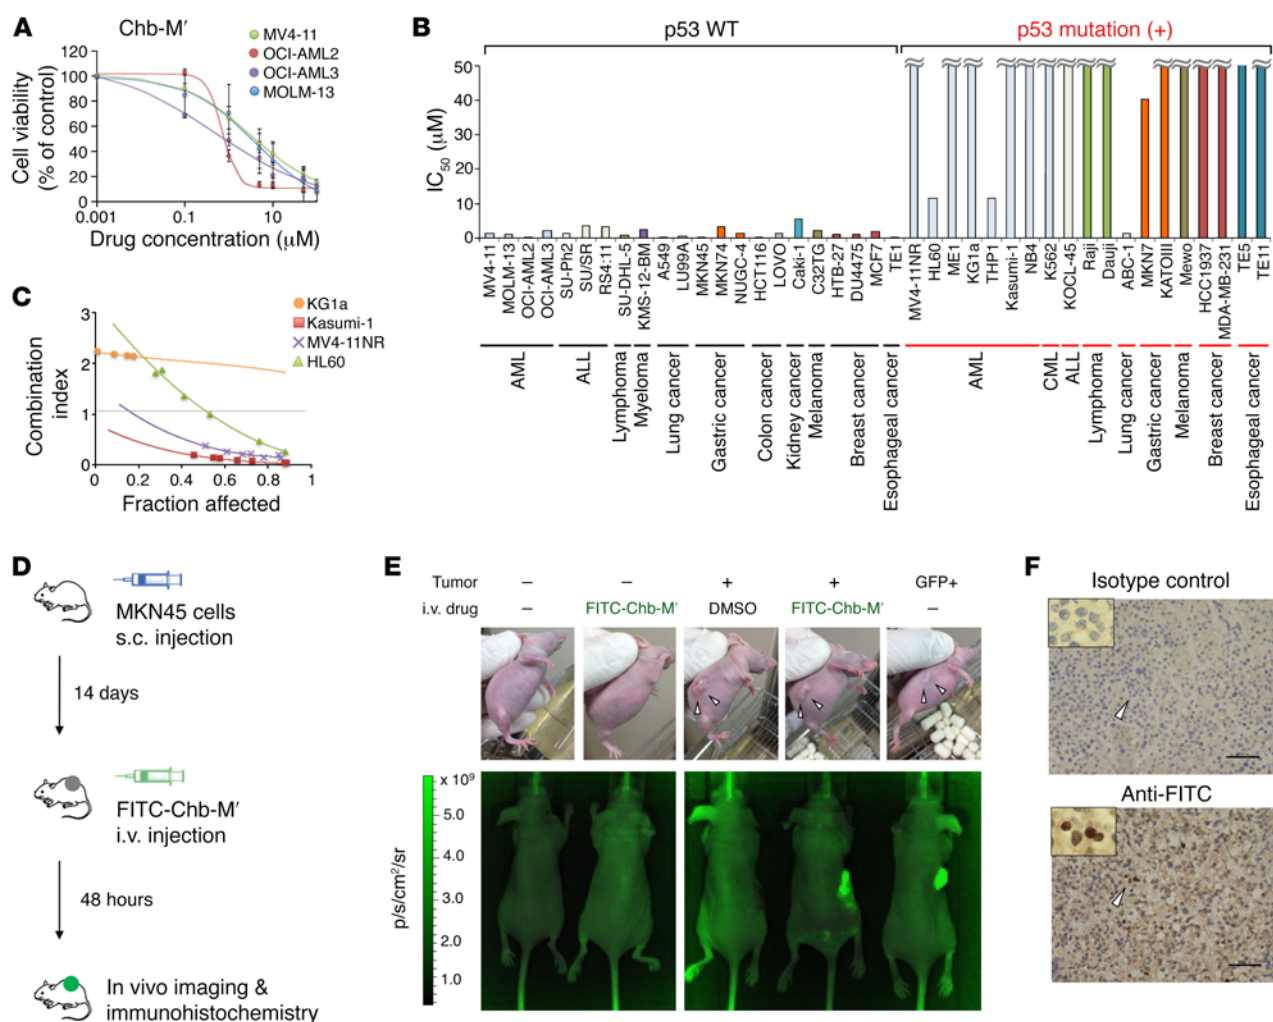 A
Chb-M′
MV4-11
OCI-AML2
OCI-AML3
MOLM-13
120
100
80
60
40
20
0
Cell viability
(% of control)
0.001
0.1
10
Drug concentration (μM)
B
p53 WT
p53 mutation (+)
50
40
30
20
10
0
IC50 (μM)
MV4-11
MOLM-13
OCI-AML2
OCI-AML3
SU-Ph2
SU/SR
RS4:11
SU-DHL-5
KMS-12-BM
A549
LU99A
MKN45
MKN74
NUGC-4
HCT116
LOVO
Caki-1
C32TG
HTB-27
DU4475
MCF7
TE1
MV4-11NR
HL60
ME1
KG1a
THP1
Kasumi-1
NB4
K562
KOCL-45
Raji
Dauji
ABC-1
MKN7
KATOIII
Mewo
HCC1937
MDA-MB-231
TE5
TE11
AML
ALL
Lymphoma
Myeloma
Lung cancer
Gastric cancer
Colon cancer
Kidney cancer
Melanoma
Breast cancer
Esophageal cancer
AML
CML
ALL
Lymphoma
Lung cancer
Gastric cancer
Melanoma
Breast cancer
Esophageal cancer
C
KG1a
Kasumi-1
MV4-11NR
HL60
3
2
1
0
Combination
index
0
0.2
0.4
0.6
0.8
1
Fraction affected
D
MKN45 cells
s.c. injection
14 days
FITC-Chb-M′
i.v. injection
48 hours
In vivo imaging &
immunohistochemistry
E
Tumor – – + + GFP+
i.v. drug – FITC-Chb-M′ DMSO FITC-Chb-M′ –
x 10⁹
5.0
4.0
3.0
2.0
1.0
p/s/cm²/sr
F
Isotype control
Anti-FITC